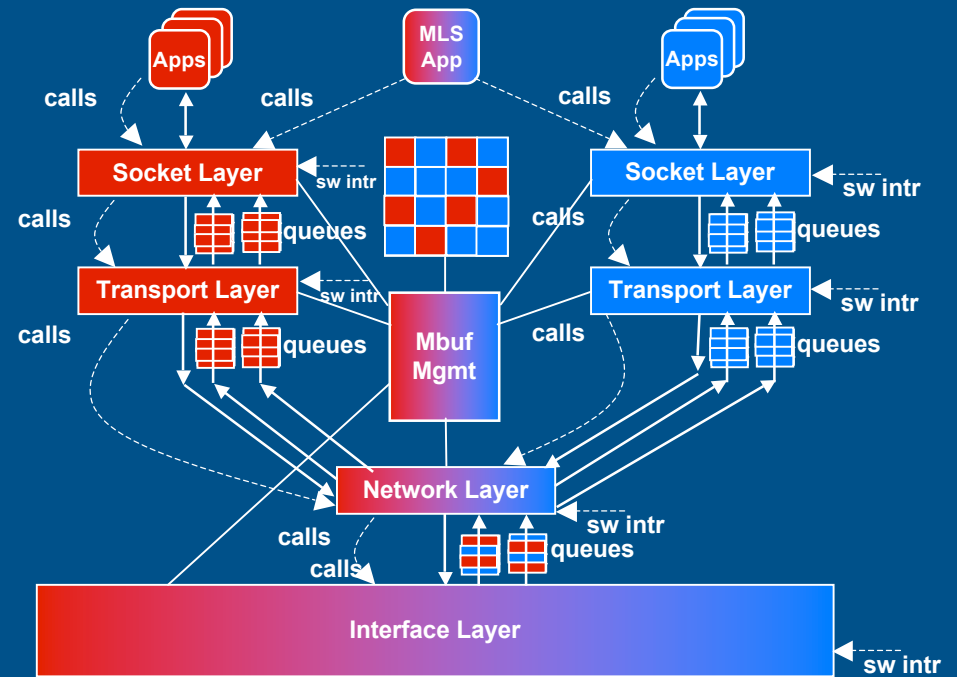 MLS
App
Apps
Apps
calls
calls
calls
Socket Layer
sw intr
Socket Layer
sw intr
calls
queues
calls
queues
Transport Layer
sw intr
Transport Layer
sw intr
calls
queues
Mbuf
Mgmt
calls
queues
Network Layer
sw intr
calls
queues
calls
Interface Layer
sw intr